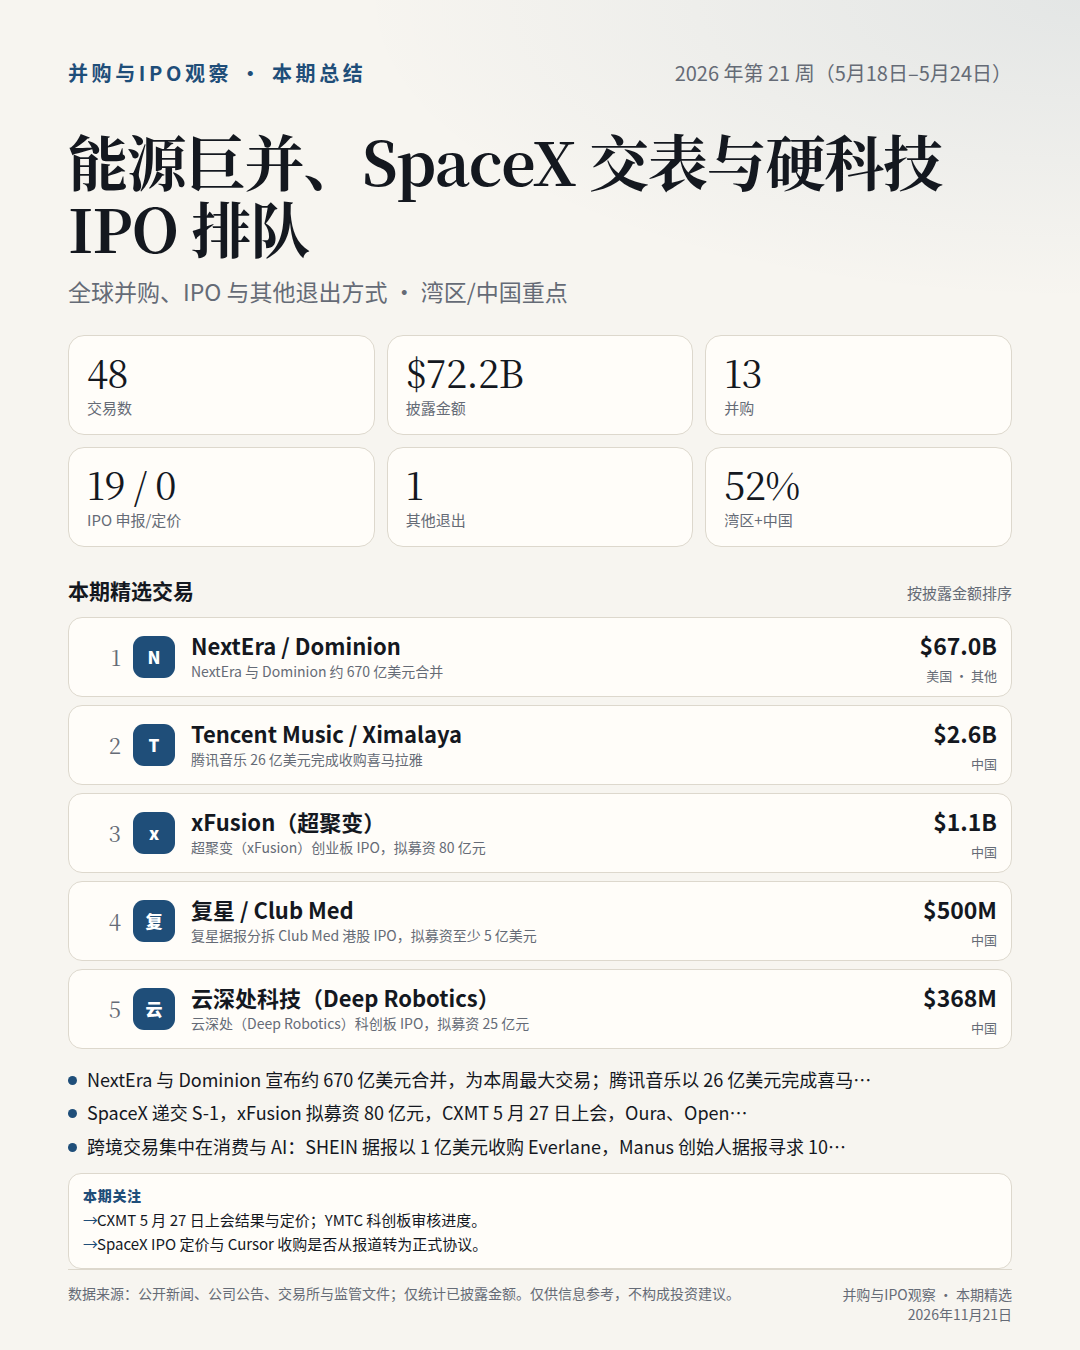 并购与IPO观察 · 本期总结
2026 年第 21 周（5月18日–5月24日）
能源巨并、SpaceX 交表与硬科技
IPO 排队
全球并购、IPO 与其他退出方式 · 湾区/中国重点
48
交易数
$72.2B
披露金额
13
并购
19 / 0
IPO 申报/定价
1
其他退出
52%
湾区+中国
本期精选交易
按披露金额排序
1
N
NextEra / Dominion
NextEra 与 Dominion 约 670 亿美元合并
$67.0B
美国 · 其他
2
T
Tencent Music / Ximalaya
腾讯音乐 26 亿美元完成收购喜马拉雅
$2.6B
中国
3
x
xFusion（超聚变）
超聚变（xFusion）创业板 IPO，拟募资 80 亿元
$1.1B
中国
4
复
复星 / Club Med
复星据报分拆 Club Med 港股 IPO，拟募资至少 5 亿美元
$500M
中国
5
云
云深处科技（Deep Robotics）
云深处（Deep Robotics）科创板 IPO，拟募资 25 亿元
$368M
中国
● NextEra 与 Dominion 宣布约 670 亿美元合并，为本周最大交易；腾讯音乐以 26 亿美元完成喜马…
● SpaceX 递交 S-1，xFusion 拟募资 80 亿元，CXMT 5 月 27 日上会，Oura、Open…
● 跨境交易集中在消费与 AI：SHEIN 据报以 1 亿美元收购 Everlane，Manus 创始人据报寻求 10…
本期关注
→CXMT 5 月 27 日上会结果与定价；YMTC 科创板审核进度。
→SpaceX IPO 定价与 Cursor 收购是否从报道转为正式协议。
数据来源：公开新闻、公司公告、交易所与监管文件；仅统计已披露金额。仅供信息参考，不构成投资建议。
并购与IPO观察 · 本期精选
2026年11月21日